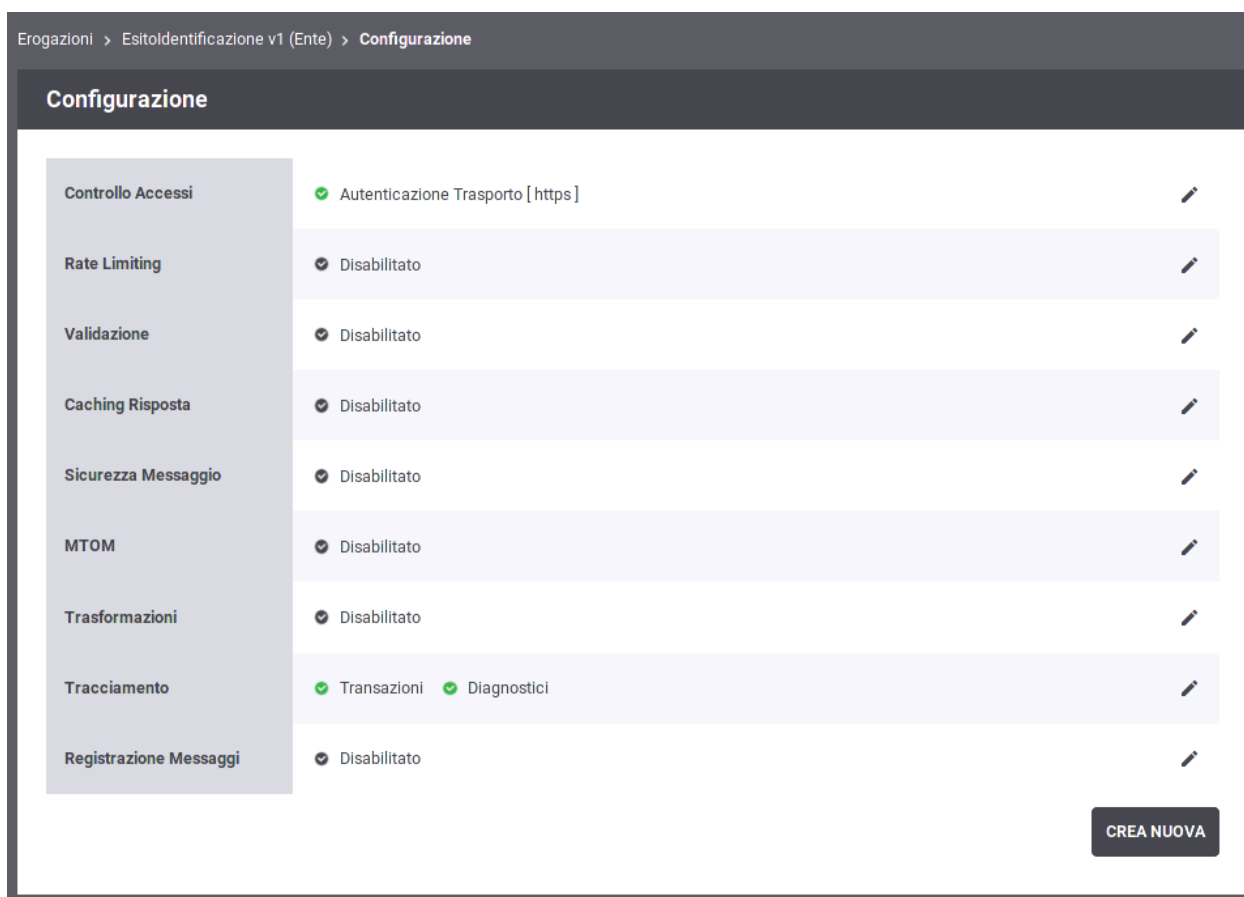 Erogazioni > EsitoIdentificazione v1 (Ente) > Configurazione
Configurazione
Controllo Accessi Autenticazione Trasporto [ https ]
Rate Limiting Disabilitato
Validazione Disabilitato
Caching Risposta Disabilitato
Sicurezza Messaggio Disabilitato
MTOM Disabilitato
Trasformazioni Disabilitato
Tracciamento Transazioni Diagnostici
Registrazione Messaggi Disabilitato
CREA NUOVA